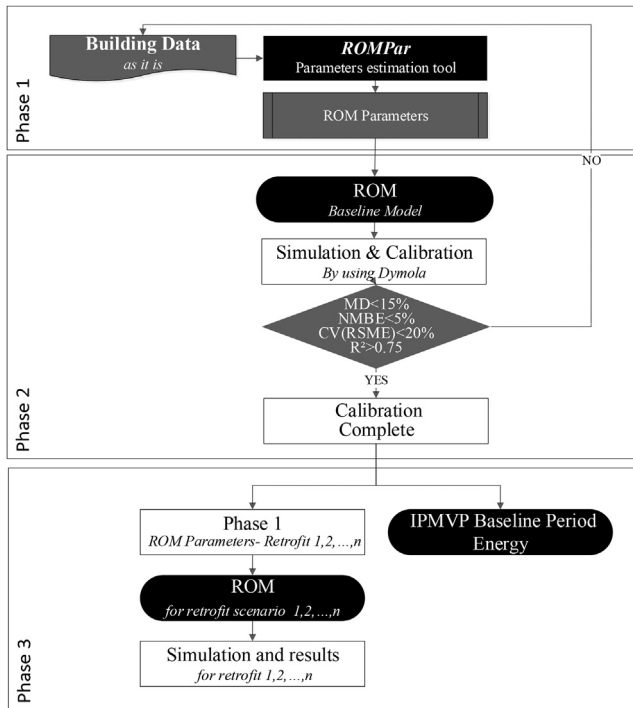 Phase 1
Building Data
as it is
ROMPar
Parameters estimation tool
ROM Parameters
NO
Phase 2
ROM
Baseline Model
Simulation & Calibration
By using Dymola
MD<15%
NMBE<5%
CV(RSME)<20%
R²>0.75
YES
Calibration
Complete
Phase 3
Phase 1
ROM Parameters- Retrofit 1,2,...,n
IPMVP Baseline Period
Energy
ROM
for retrofit scenario 1,2,...,n
Simulation and results
for retrofit 1,2,...,n